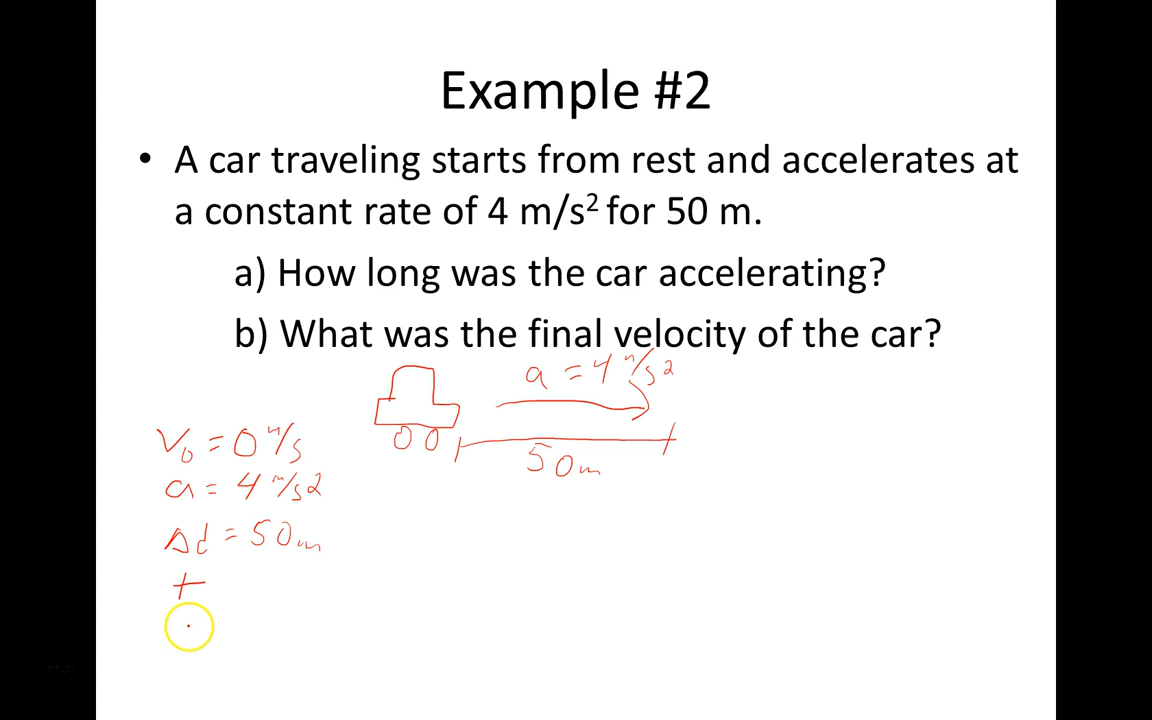 Example #2
• A car traveling starts from rest and accelerates at
a constant rate of 4 m/s² for 50 m.
a) How long was the car accelerating?
b) What was the final velocity of the car?
a = 4 m/s²
50m
V₀ = 0 m/s
a = 4 m/s²
Δd = 50m
t